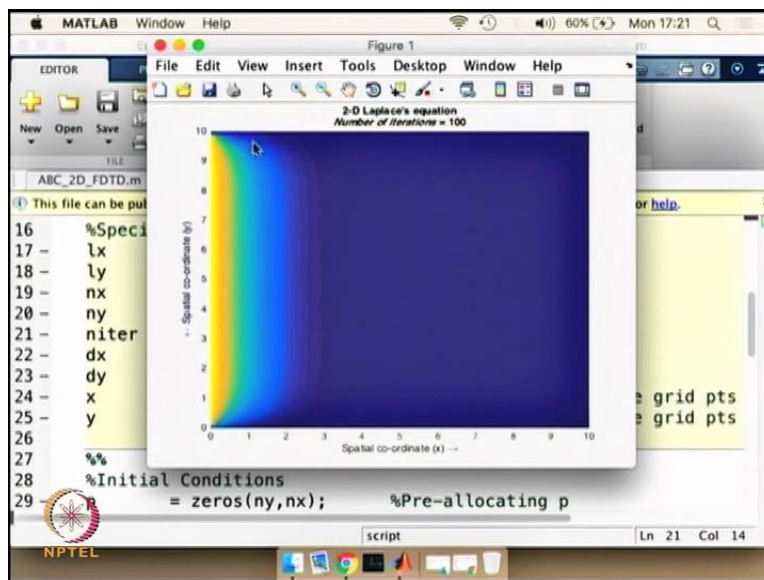 MATLAB Window Help 60% Mon 17:21
Figure 1
EDITOR
File Edit View Insert Tools Desktop Window Help
New Open Save
FILE
2-D Laplace's equation
Number of iterations = 100
ABC_2D_FDTD.m
This file can be pu
or help.
16 %Speci
17 - lx
18 - ly
19 - nx
20 - ny
21 - niter
22 - dx
23 - dy
24 - x e grid pts
25 - y e grid pts
26
27 %%
28 %Initial Conditions
29 - = zeros(ny,nx); %Pre-allocating p
10
9
8
7
6
5
4
3
2
1
0
← Spatial co-ordinate (y) →
0 1 2 3 4 5 6 7 8 9 10
Spatial co-ordinate (x) →
script Ln 21 Col 14
NPTEL